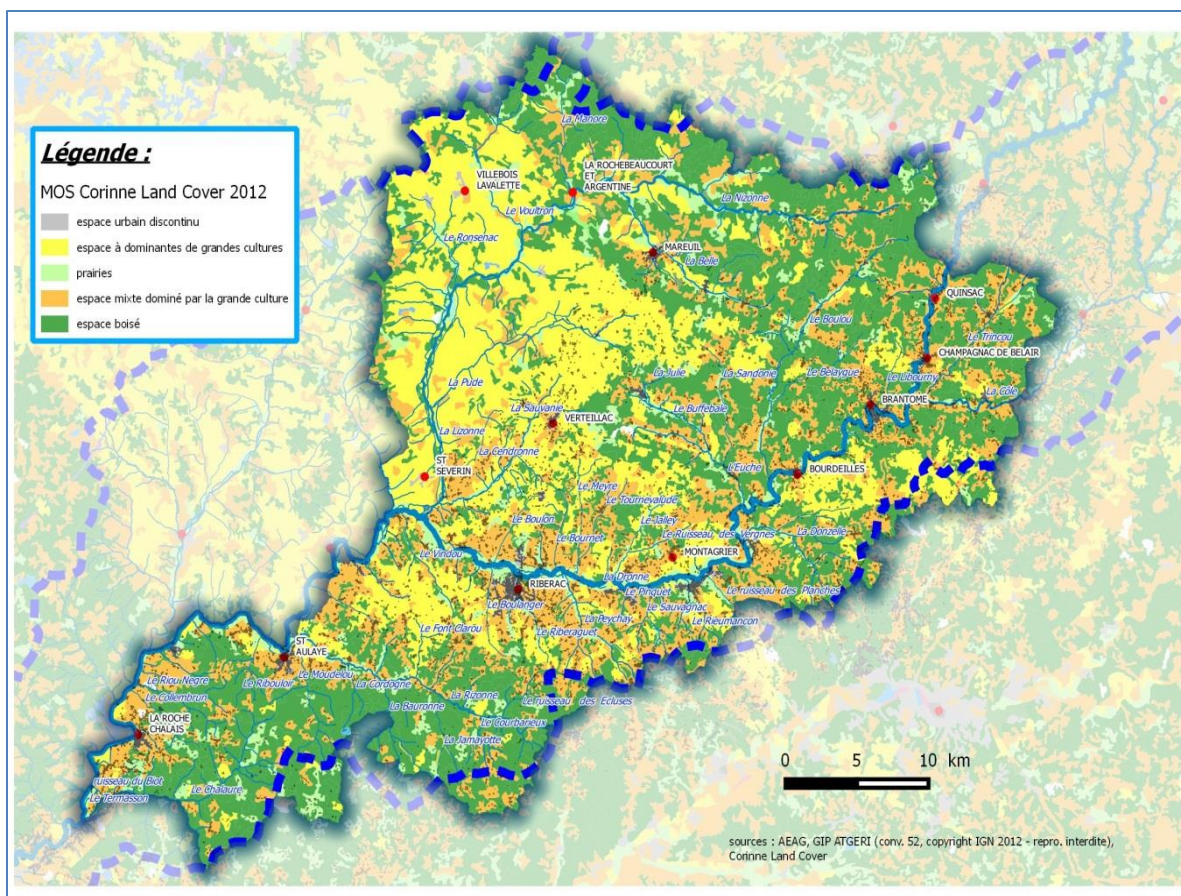 Légende :
MOS Corinne Land Cover 2012
espace urbain discontinu
espace à dominantes de grandes cultures
prairies
espace mixte dominé par la grande culture
espace boisé
La Manore
VILLEBOIS
LAVALETTE
LA ROCHEBEAUCOURT
ET
ARGENTINE
La Nizonne
Le Voultron
Le Ronsenac
MAREUIL
La Belle
QUINSAC
Le Boulou
Le Trincou
CHAMPAGNAC DE BELAIR
La Julie
La Sandonie
Le Belaygue
Le Libourny
La Pude
La Côle
BRANTOME
La Sauvanie
Le Buffebale
VERTEILLAC
La Lizonne
La Cendronne
ST
SEVERIN
L'Euche
BOURDEILLES
Le Meyre
Le Tournevalude
Le Boulon
Le Jalley
Le Bournet
Le Ruisseau des Vergnes
La Donzelle
Le Vindou
MONTAGRIER
La Dronne
RIBERAC
Le Pinquet
Le ruisseau des Planches
Le Boulanger
Le Sauvagnac
La Peychay
Le Rieumancon
Le Font Clarou
Le Riberaguet
ST
AULAYE
Le Moudelou
Le Riou Negre
Le Ribouloir
La Cordogne
Le Collembrun
La Rizonne
La Bauronne
Le ruisseau des Ecluses
LA ROCHE
CHALAIS
Le Courbarieux
La Jamayotte
ruisseau du Biot
Le Chalaure
Le Termasson
0 5 10 km
sources : AEAG, GIP ATGERI (conv. 52, copyright IGN 2012 - repro. interdite),
Corinne Land Cover